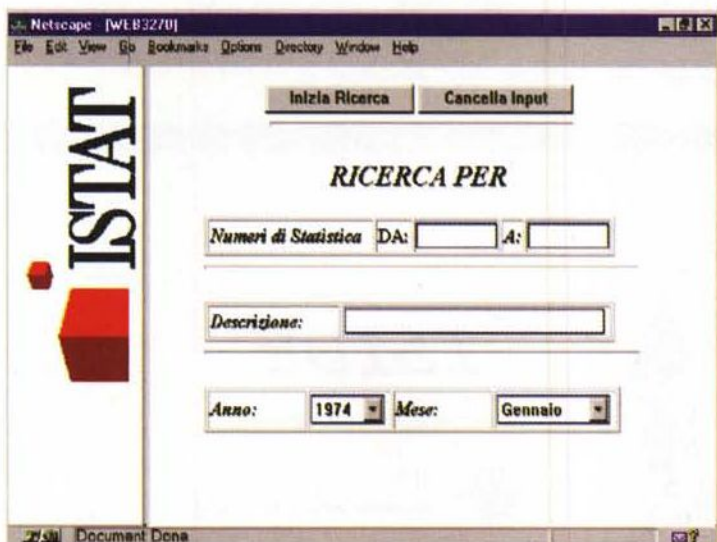 Netscape - [WEB3270]
File Edit View Go Bookmarks Options Directory Window Help
ISTAT
Inizia Ricerca Cancella Input
RICERCA PER
Numeri di Statistica DA: A:
Descrizione:
Anno: 1974 Mese: Gennaio
Document Done